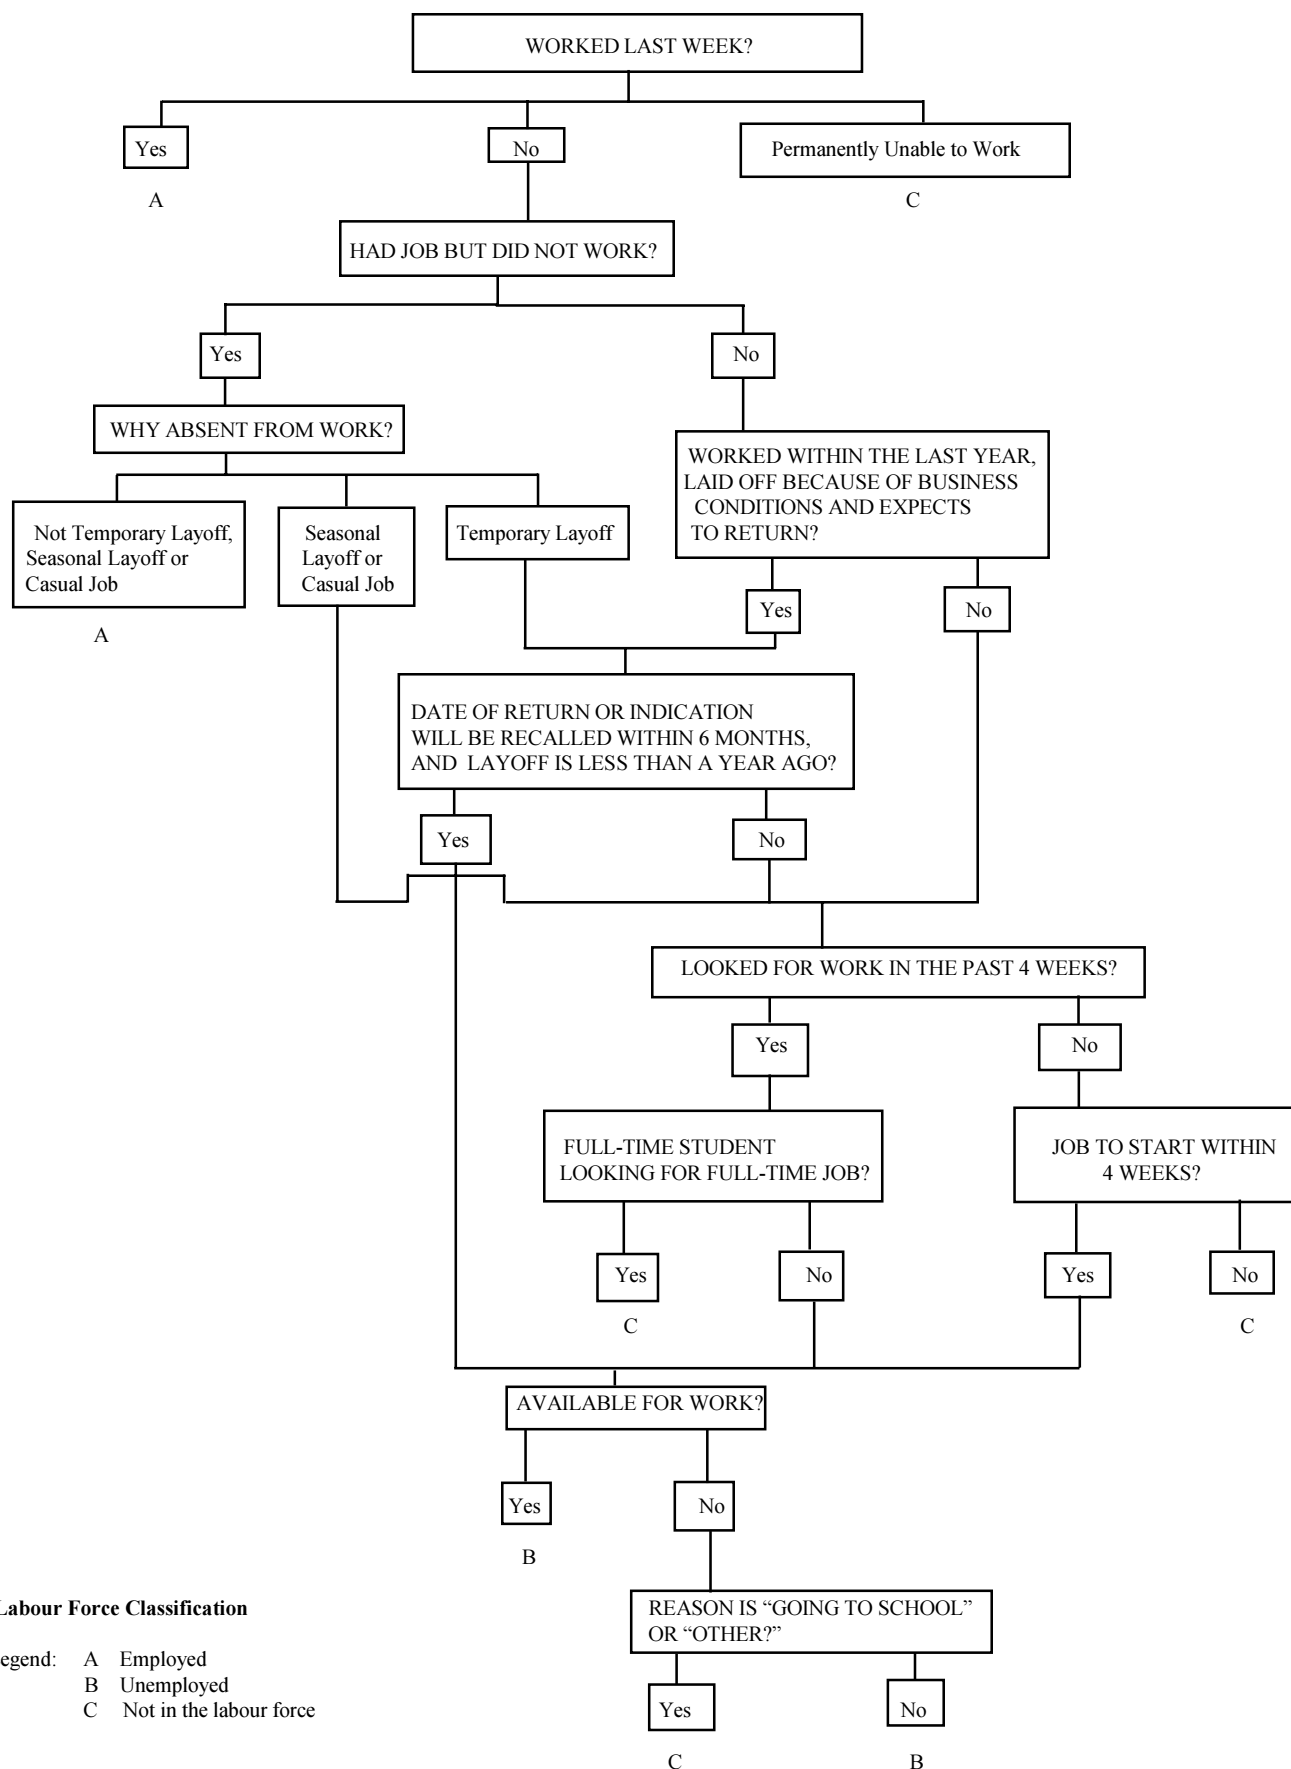 WORKED LAST WEEK?
Yes
No
Permanently Unable to Work
A
C
HAD JOB BUT DID NOT WORK?
Yes
No
WHY ABSENT FROM WORK?
WORKED WITHIN THE LAST YEAR,
LAID OFF BECAUSE OF BUSINESS
CONDITIONS AND EXPECTS
TO RETURN?
Not Temporary Layoff,
Seasonal Layoff or
Casual Job
Seasonal
Layoff or
Casual Job
Temporary Layoff
Yes
No
A
DATE OF RETURN OR INDICATION
WILL BE RECALLED WITHIN 6 MONTHS,
AND LAYOFF IS LESS THAN A YEAR AGO?
Yes
No
LOOKED FOR WORK IN THE PAST 4 WEEKS?
Yes
No
FULL-TIME STUDENT
LOOKING FOR FULL-TIME JOB?
JOB TO START WITHIN
4 WEEKS?
Yes
No
Yes
No
C
C
AVAILABLE FOR WORK?
Yes
No
B
REASON IS “GOING TO SCHOOL”
OR “OTHER?”
Yes
No
C
B
Labour Force Classification
egend: A Employed
B Unemployed
C Not in the labour force